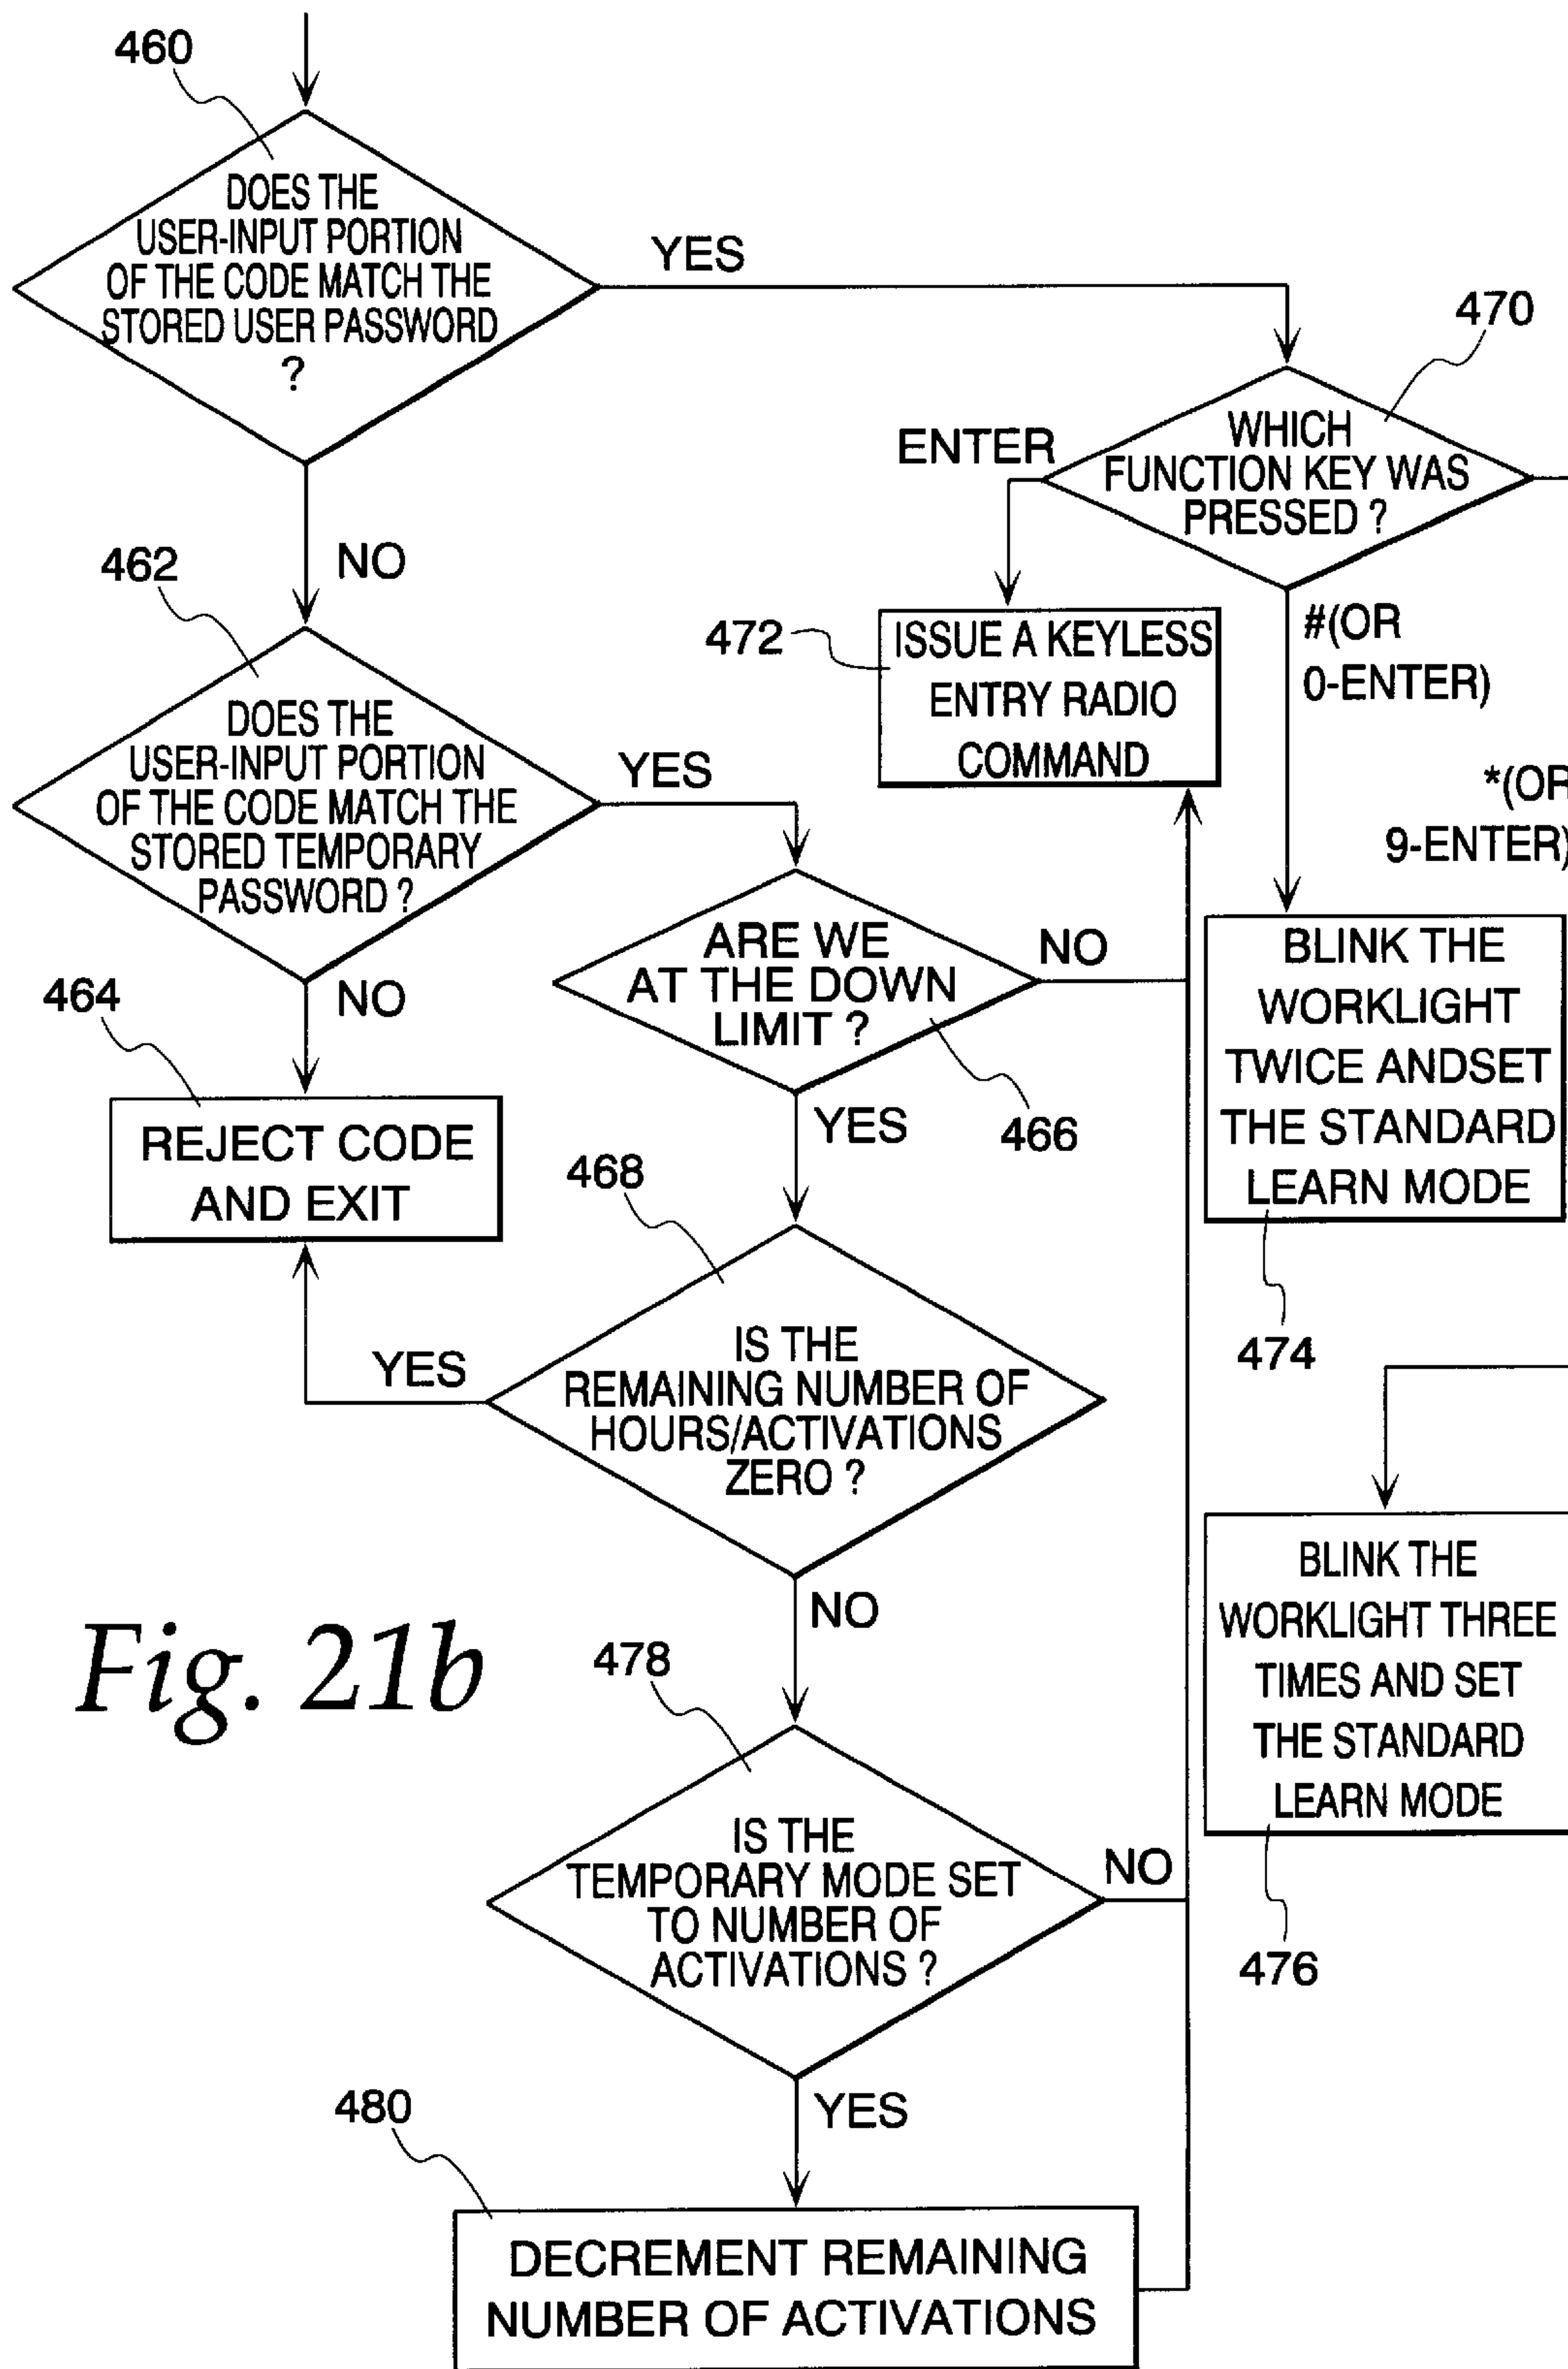 460
DOES THE
USER-INPUT PORTION
OF THE CODE MATCH THE
STORED USER PASSWORD
?
YES
NO
470
WHICH
FUNCTION KEY WAS
PRESSED ?
ENTER
#(OR
0-ENTER)
*(OR
9-ENTER)
472
ISSUE A KEYLESS
ENTRY RADIO
COMMAND
462
DOES THE
USER-INPUT PORTION
OF THE CODE MATCH THE
STORED TEMPORARY
PASSWORD ?
YES
NO
464
REJECT CODE
AND EXIT
ARE WE
AT THE DOWN
LIMIT ?
NO
YES
466
BLINK THE
WORKLIGHT
TWICE ANDSET
THE STANDARD
LEARN MODE
474
468
IS THE
REMAINING NUMBER OF
HOURS/ACTIVATIONS
ZERO ?
YES
NO
BLINK THE
WORKLIGHT THREE
TIMES AND SET
THE STANDARD
LEARN MODE
476
Fig. 21b
478
IS THE
TEMPORARY MODE SET
TO NUMBER OF
ACTIVATIONS ?
NO
YES
480
DECREMENT REMAINING
NUMBER OF ACTIVATIONS